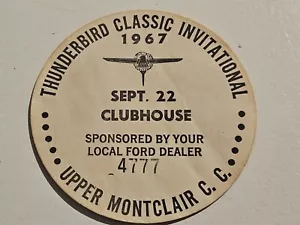 THUNDERBIRD CLASSIC INVITATIONAL
1967
SEPT. 22
CLUBHOUSE
SPONSORED BY YOUR
LOCAL FORD DEALER
4777
UPPER MONTCLAIR C. C.